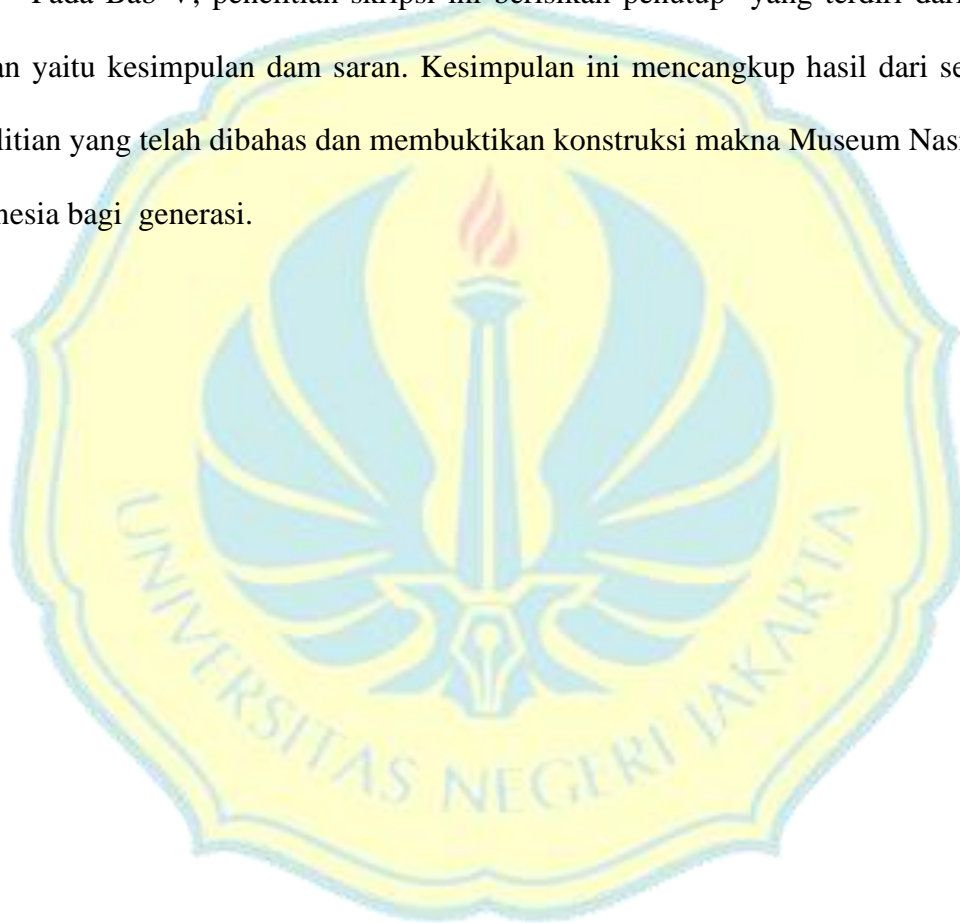 Pada Bab V, penelitian skripsi ini berisikan penutup yang terdiri dari
an yaitu kesimpulan dam saran. Kesimpulan ini mencangkup hasil dari se
litian yang telah dibahas dan membuktikan konstruksi makna Museum Nasi
nesia bagi generasi.
UNIVERSITAS NEGERI JAKARTA